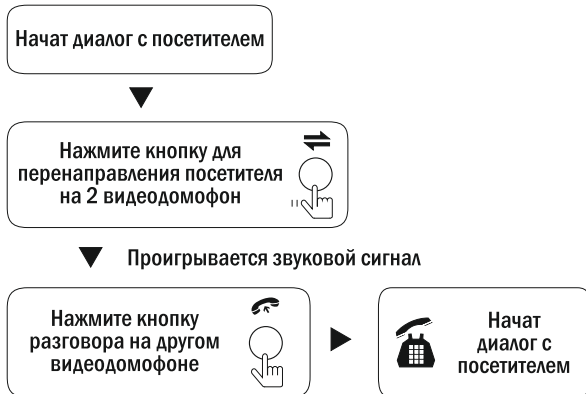 Начат диалог с посетителем
Нажмите кнопку для
перенаправления посетителя
на 2 видеодомофон
Проигрывается звуковой сигнал
Нажмите кнопку
разговора на другом
видеодомофоне
Начат
диалог с
посетителем